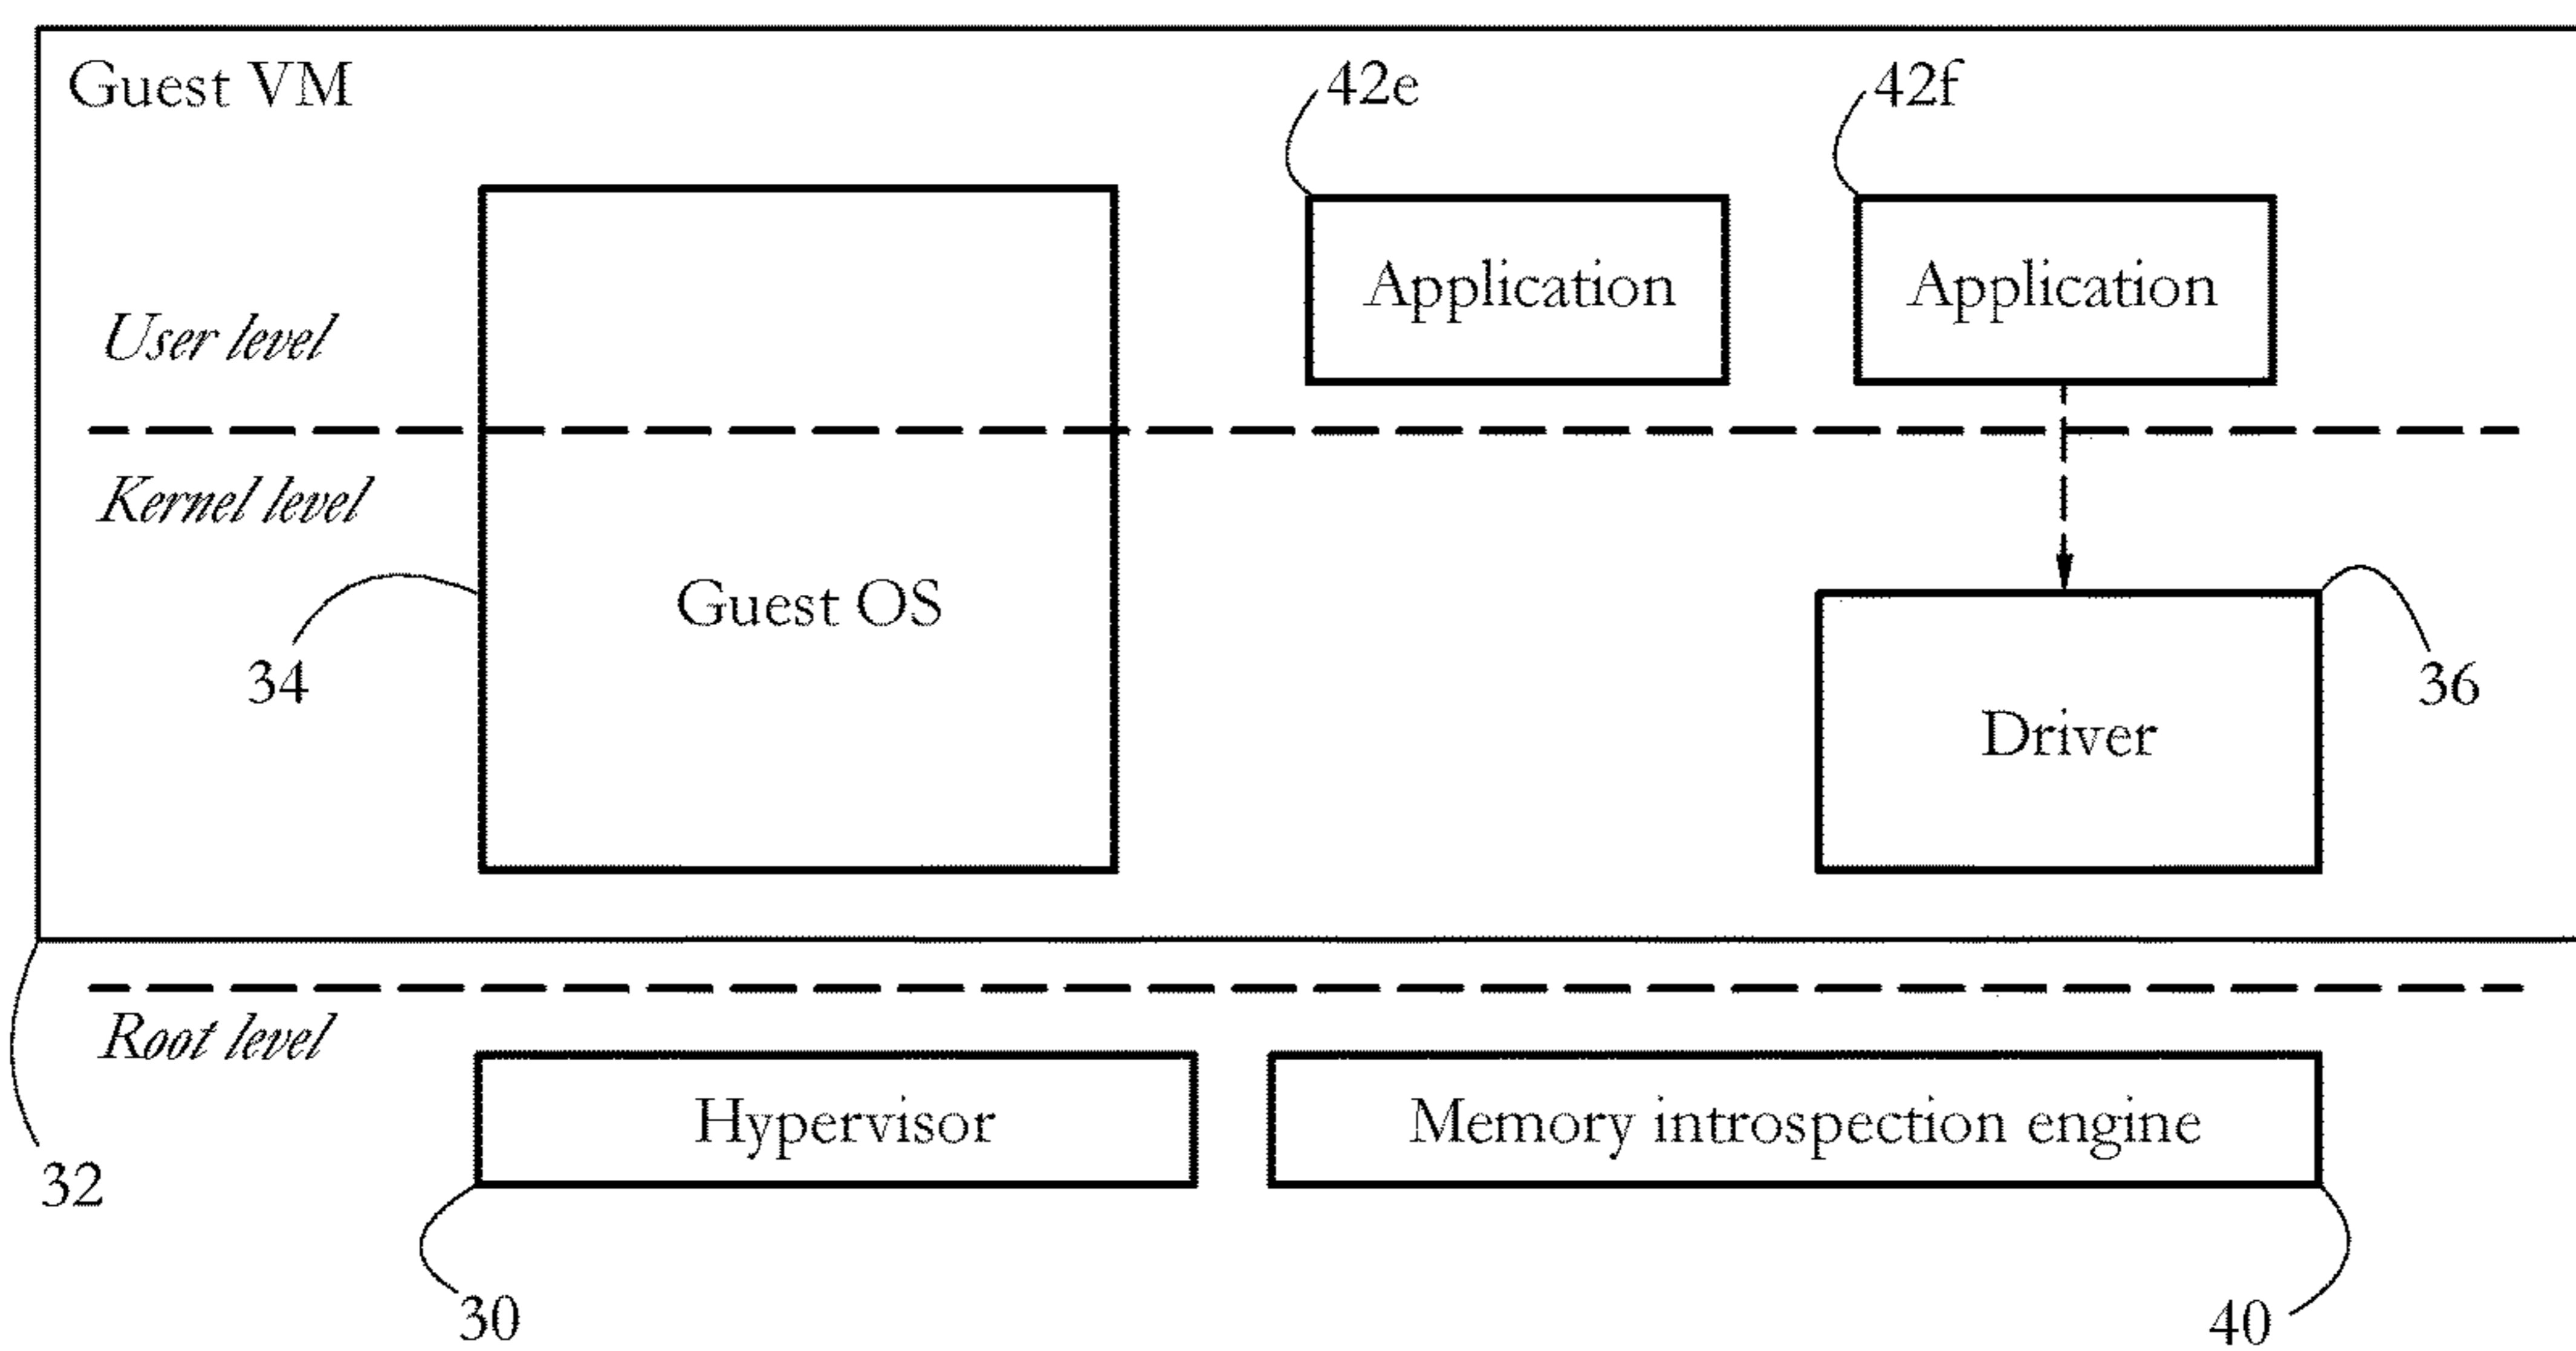 Guest VM
42e
42f
Application
Application
User level
Kernel level
Guest OS
34
36
Driver
Root level
Hypervisor
Memory introspection engine
32
30
40